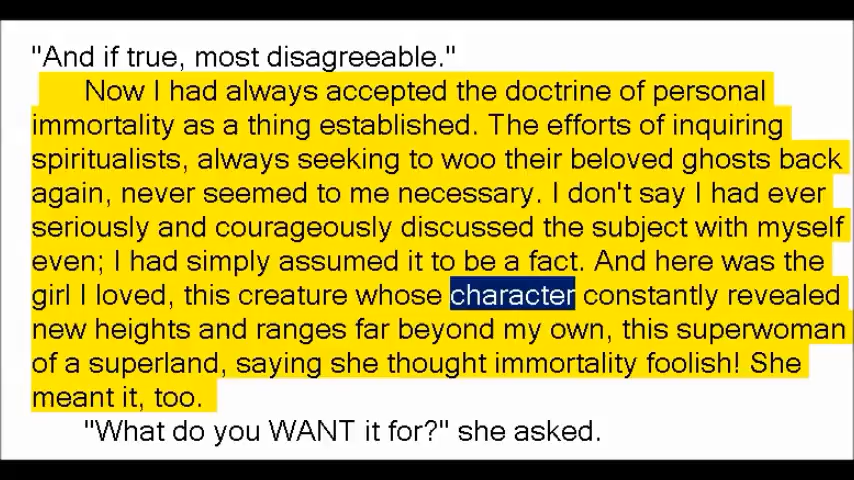 "And if true, most disagreeable."
Now I had always accepted the doctrine of personal
immortality as a thing established. The efforts of inquiring
spiritualists, always seeking to woo their beloved ghosts back
again, never seemed to me necessary. I don't say I had ever
seriously and courageously discussed the subject with myself
even; I had simply assumed it to be a fact. And here was the
girl I loved, this creature whose character constantly revealed
new heights and ranges far beyond my own, this superwoman
of a superland, saying she thought immortality foolish! She
meant it, too.
"What do you WANT it for?" she asked.